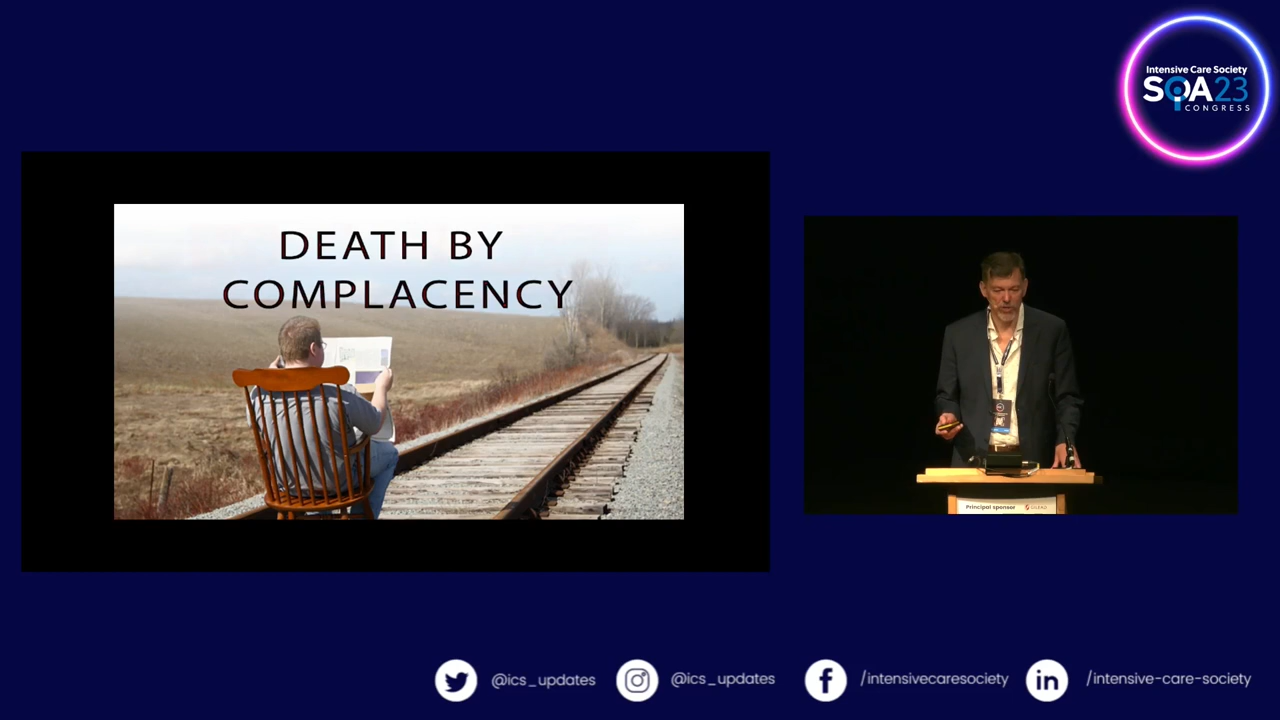 Intensive Care Society
SOA23
CONGRESS
DEATH BY
COMPLACENCY
Principal sponsor
@ics_updates
@ics_updates
/intensivecaresociety
/intensive-care-society